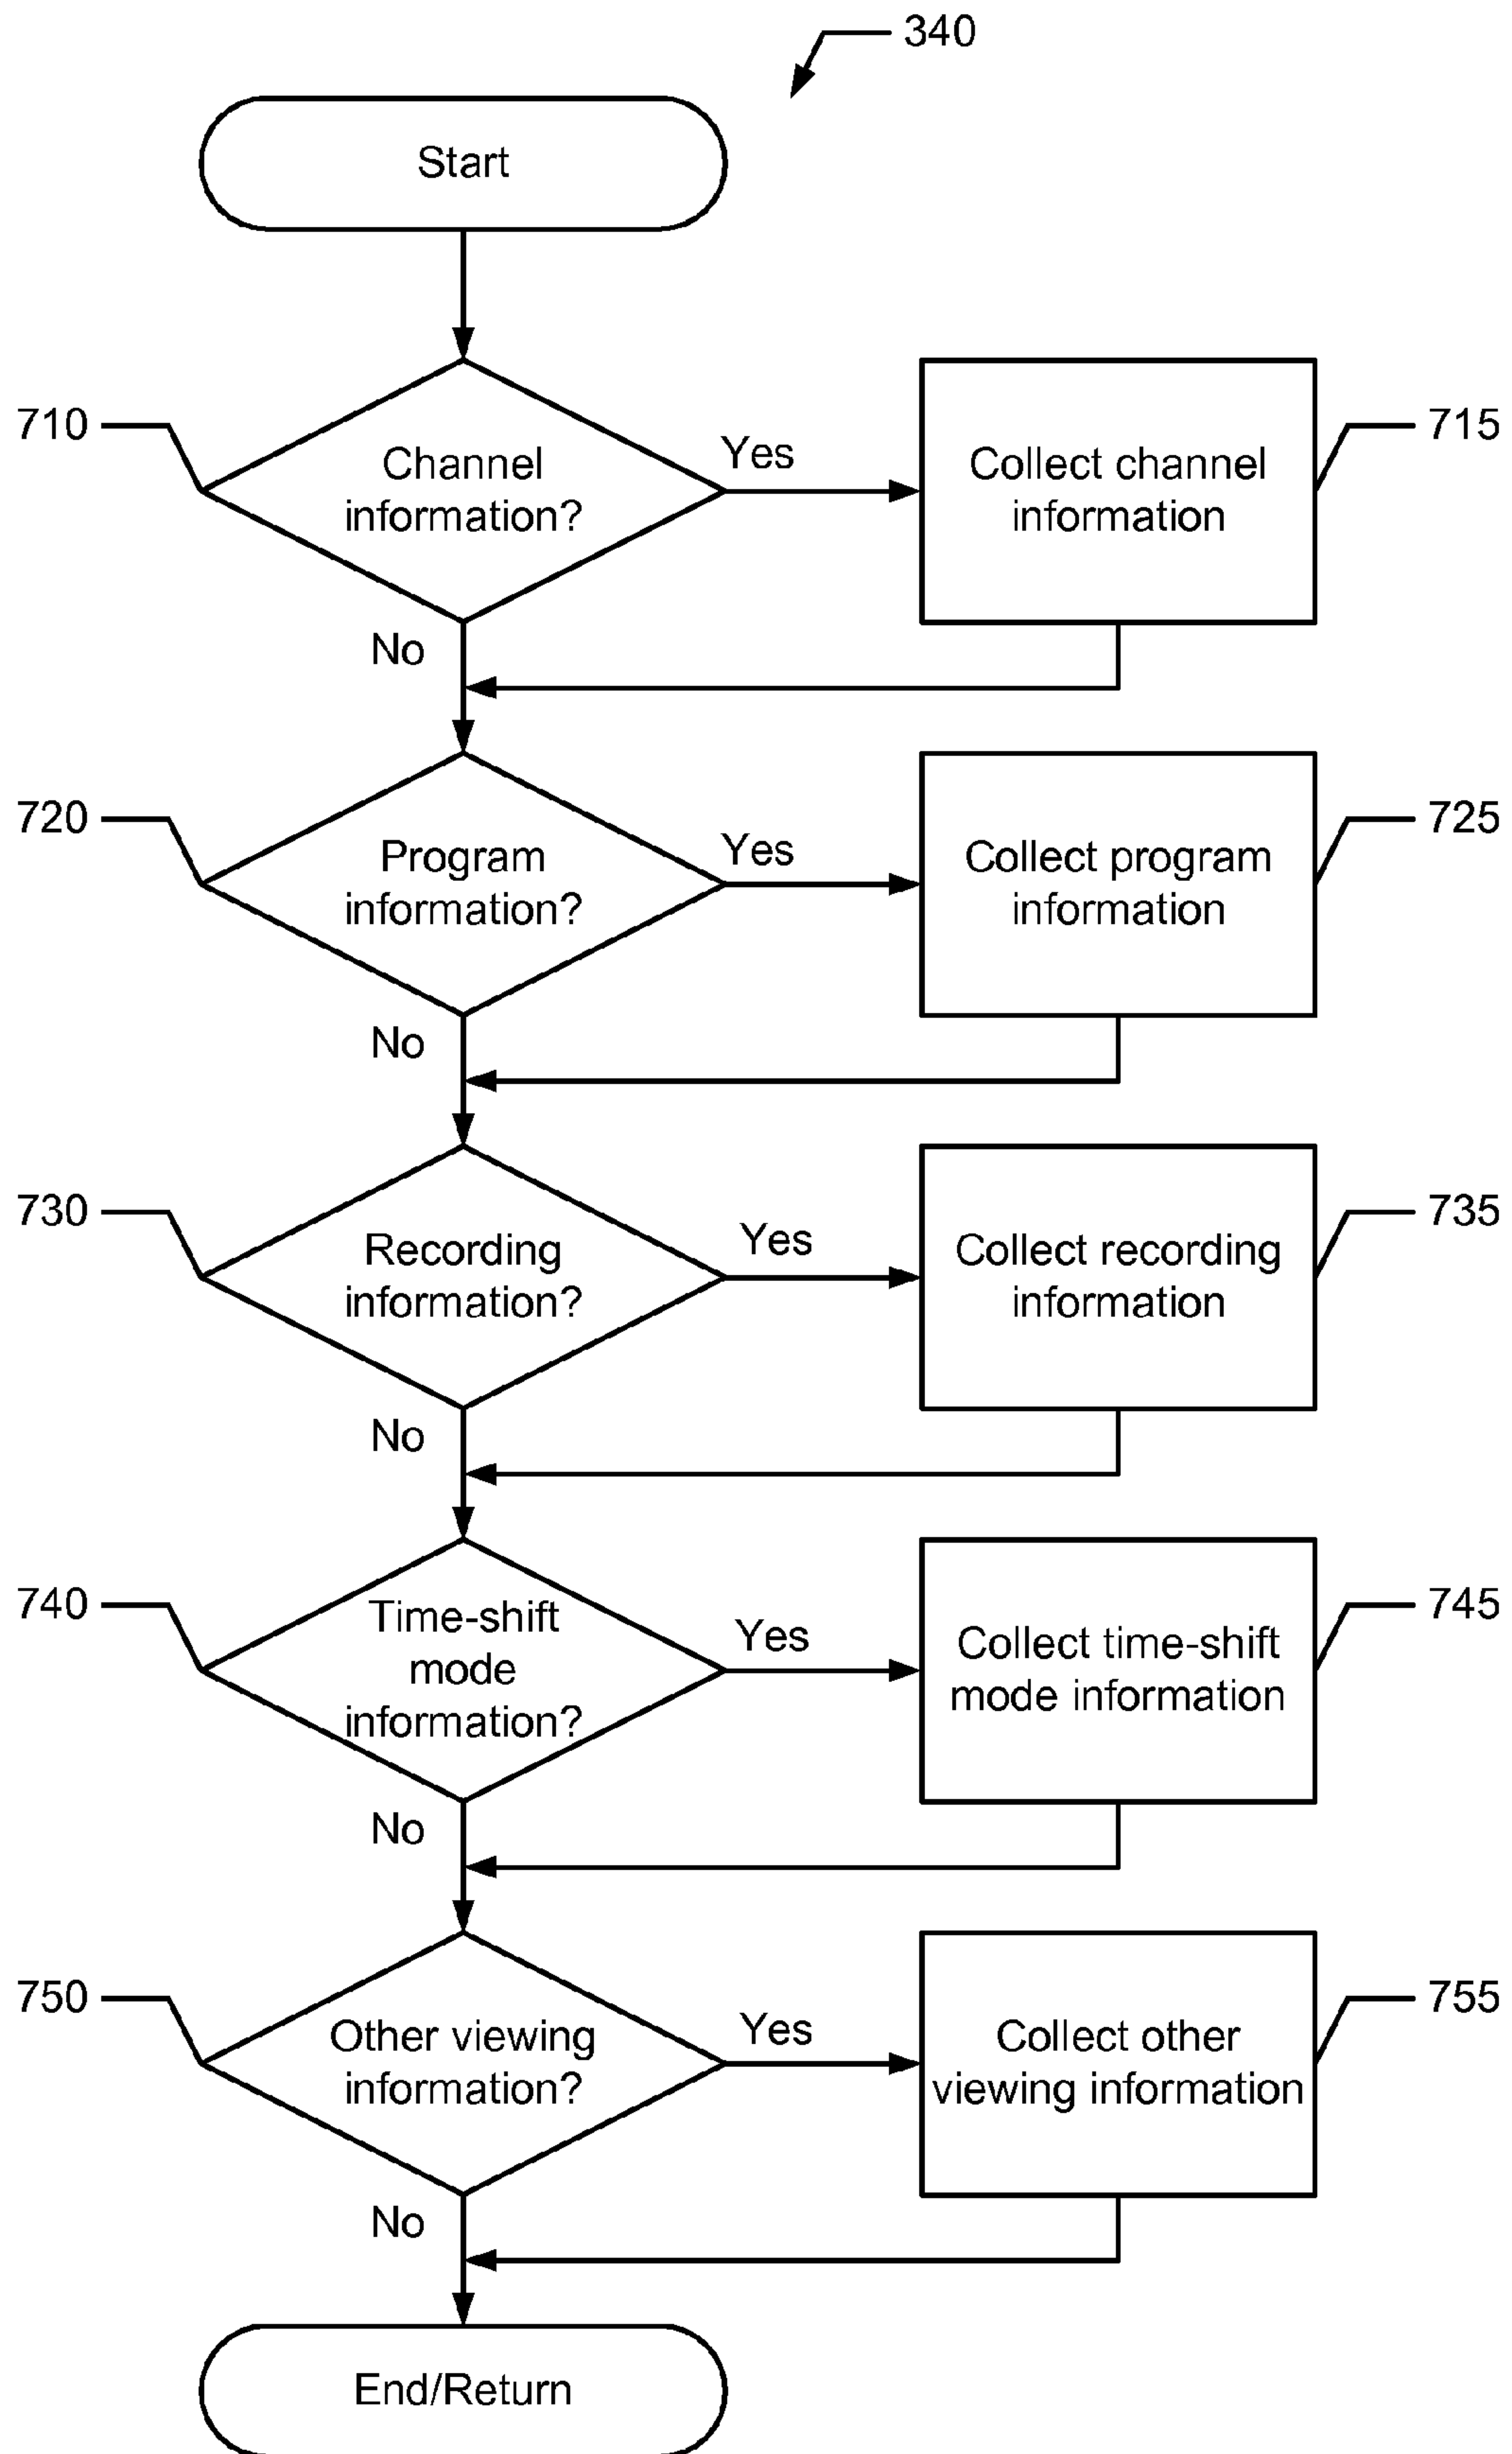 340
Start
710
Channel
information?
Yes
Collect channel
information
715
No
720
Program
information?
Yes
Collect program
information
725
No
730
Recording
information?
Yes
Collect recording
information
735
No
740
Time-shift
mode
information?
Yes
Collect time-shift
mode information
745
No
750
Other viewing
information?
Yes
Collect other
viewing information
755
No
End/Return